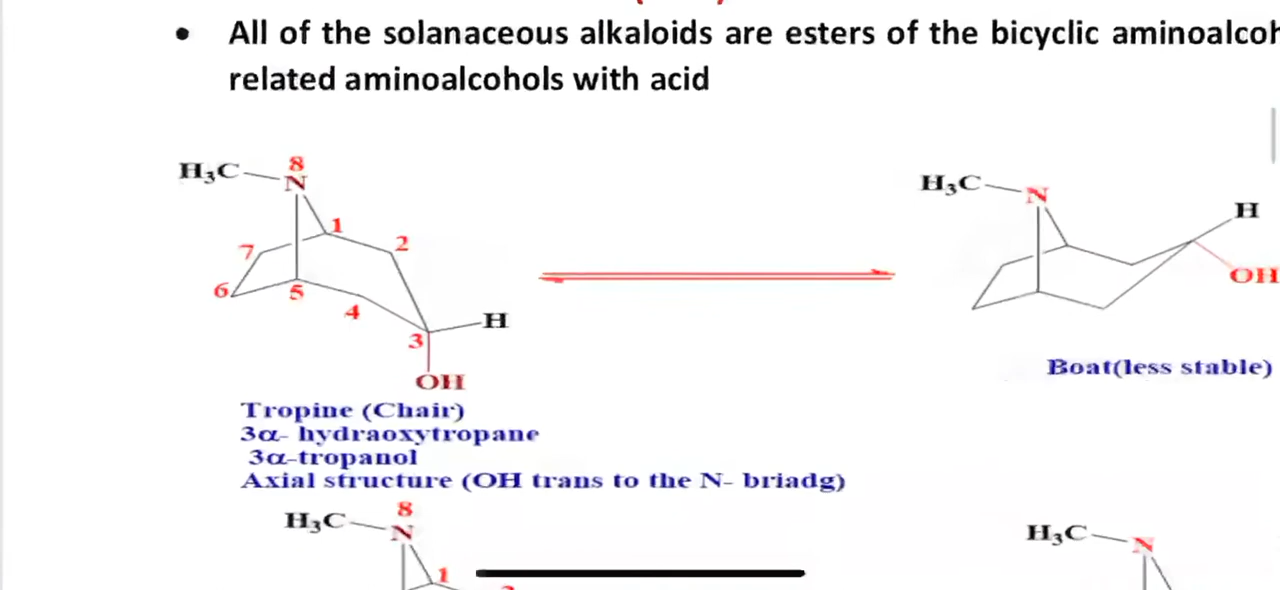 • All of the solanaceous alkaloids are esters of the bicyclic
related aminoalcohols with acid
H₃C N 8
1
2
7
6
5
4
H
3
OH
H₃C N
H
OH
Boat(less stable)
Tropine (Chair)
3α- hydraoxytropane
3α-tropanol
Axial structure (OH trans to the N- briadg)
8
H₃C N
1
H₃C N